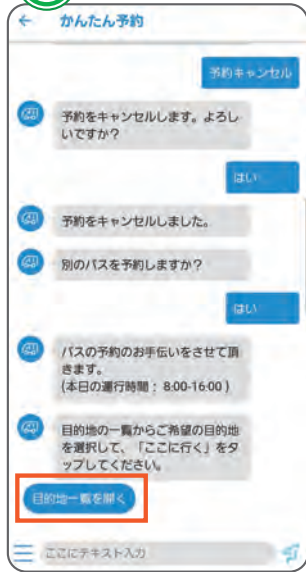 かんたん予約
予約キャンセル
予約をキャンセルします。よろし
いですか？
はい
予約をキャンセルしました。
別のバスを予約しますか？
はい
バスの予約のお手伝いをさせて頂
きます。
(本日の運行時間： 8:00-16:00 )
目的地の一覧からご希望の目的地
を選択して、「ここに行く」をタ
ップしてください。
目的地一覧を開く
ここにテキスト入力